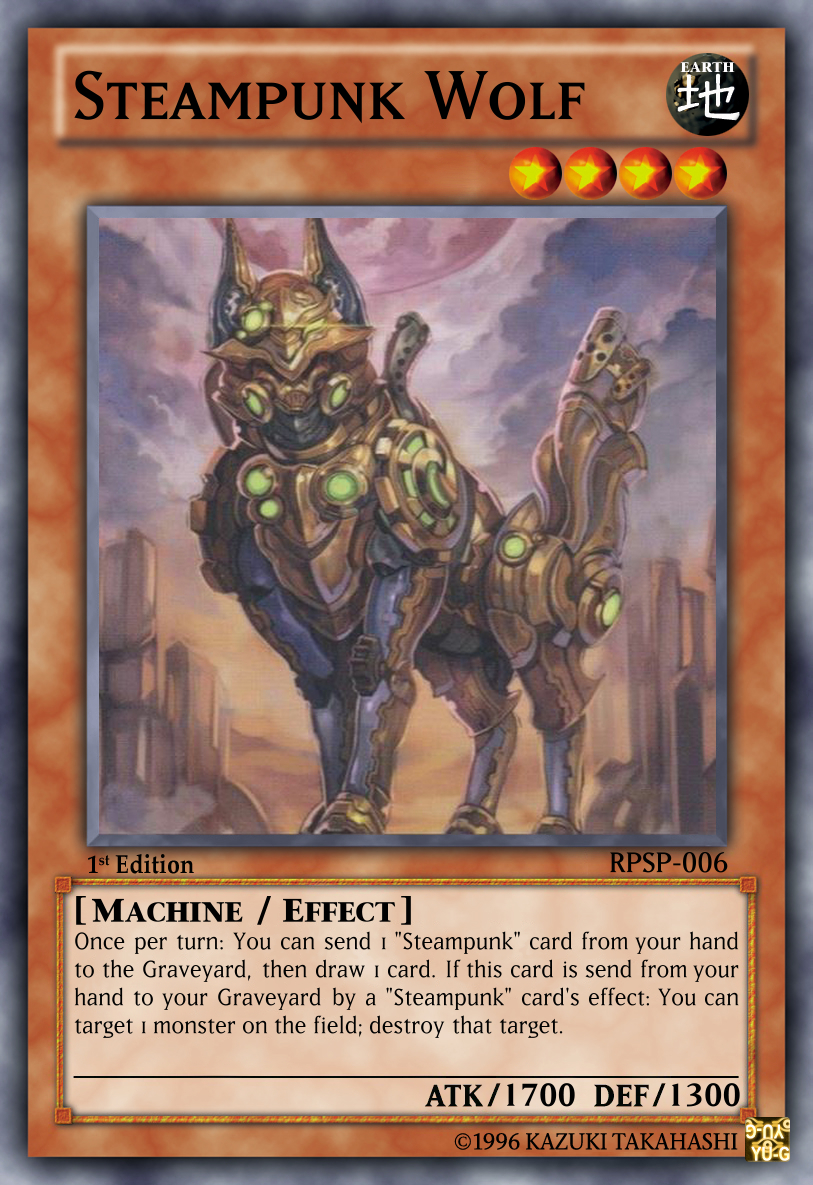 Steampunk Wolf
EARTH
地
1st Edition
RPSP-006
[ Machine / Effect ]
Once per turn: You can send 1 "Steampunk" card from your hand
to the Graveyard, then draw 1 card. If this card is send from your
hand to your Graveyard by a "Steampunk" card's effect: You can
target 1 monster on the field; destroy that target.
ATK/1700 DEF/1300
©1996 KAZUKI TAKAHASHI